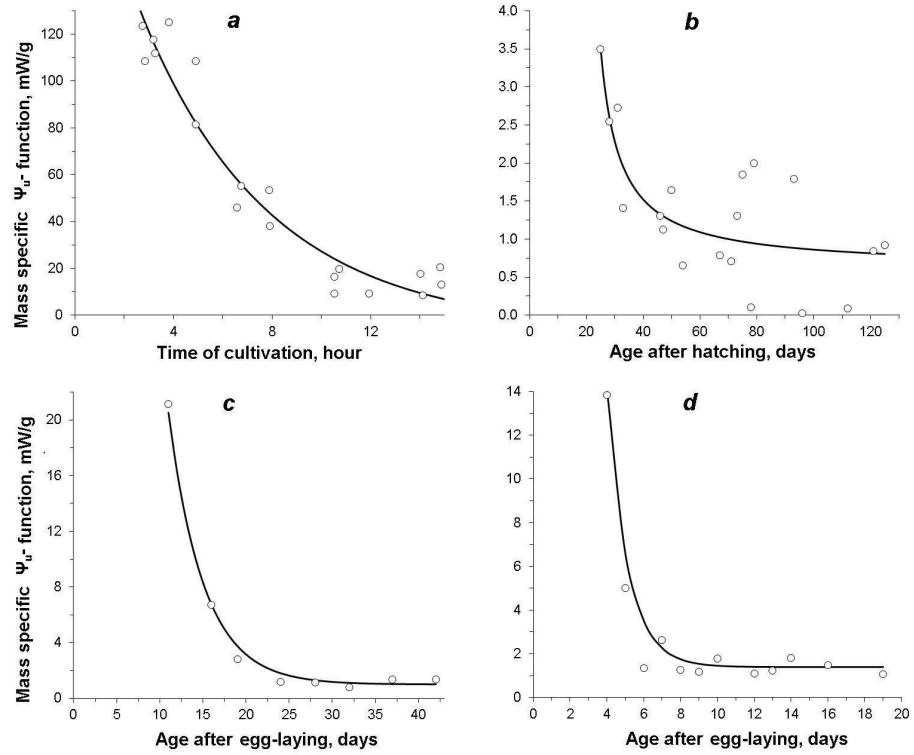 a
Mass specific Ψu- function, mW/g
120
100
80
60
40
20
0
0 4 8 12
Time of cultivation, hour
b
4.0
3.5
3.0
2.5
2.0
1.5
1.0
0.5
0.0
0 20 40 60 80 100 120
Age after hatching, days
c
Mass specific Ψu- function, mW/g
20
16
12
8
4
0
0 5 10 15 20 25 30 35 40
Age after egg-laying, days
d
14
12
10
8
6
4
2
0
0 2 4 6 8 10 12 14 16 18 20
Age after egg-laying, days